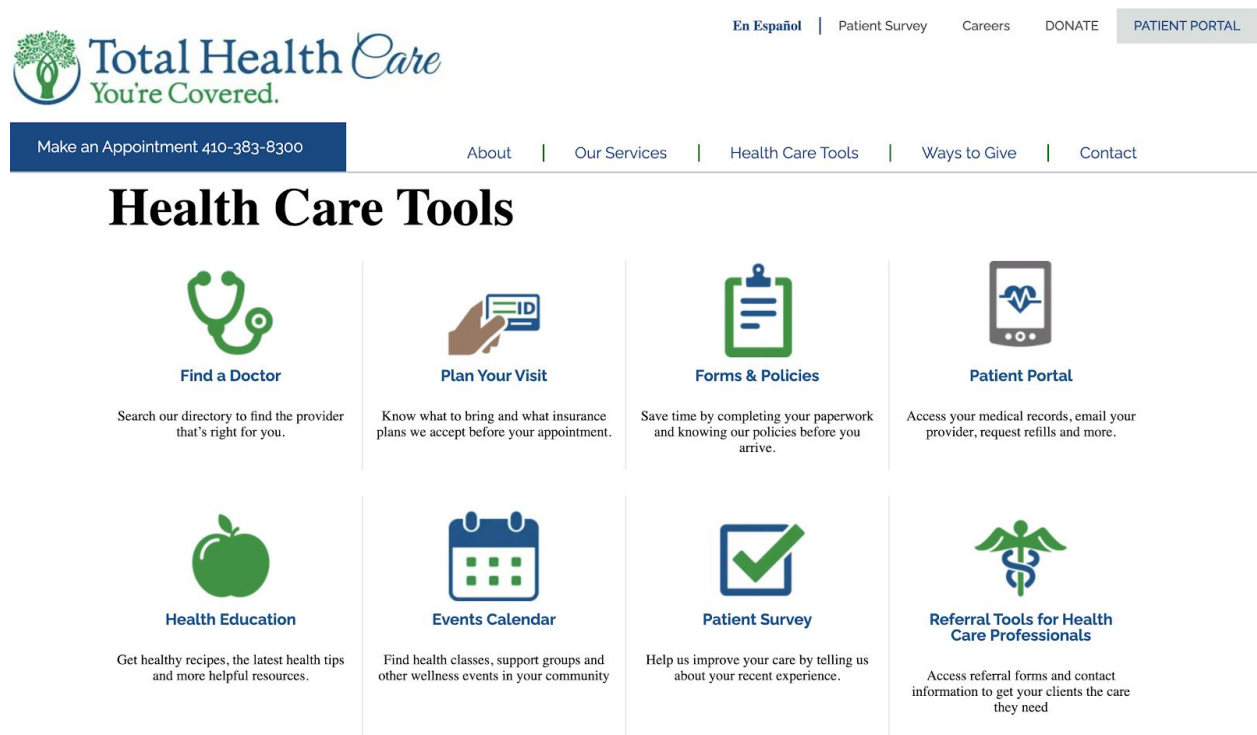 En Español
Patient Survey
Careers
DONATE
PATIENT PORTAL
Total Health Care
You're Covered.
Make an Appointment 410-383-8300
About
Our Services
Health Care Tools
Ways to Give
Contact
Health Care Tools
Find a Doctor
Search our directory to find the provider
that's right for you.
ID
Plan Your Visit
Know what to bring and what insurance
plans we accept before your appointment.
Forms & Policies
Save time by completing your paperwork
and knowing our policies before you
arrive.
Patient Portal
Access your medical records, email your
provider, request refills and more.
Health Education
Get healthy recipes, the latest health tips
and more helpful resources.
Events Calendar
Find health classes, support groups and
other wellness events in your community
Patient Survey
Help us improve your care by telling us
about your recent experience.
Referral Tools for Health
Care Professionals
Access referral forms and contact
information to get your clients the care
they need